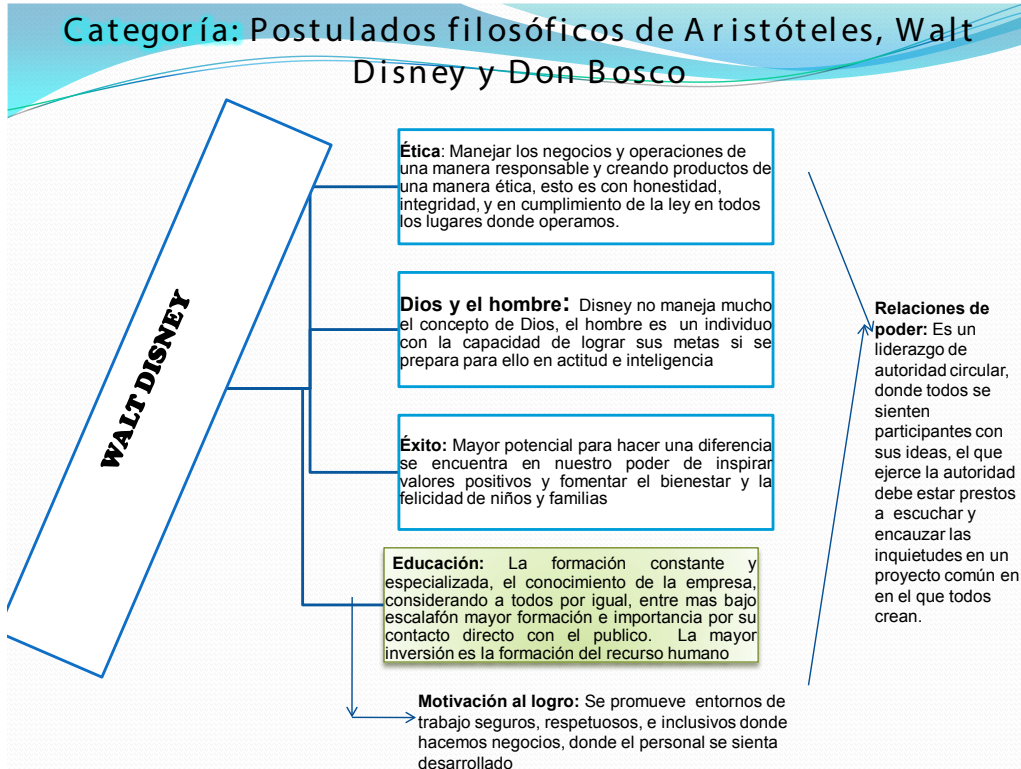 Categoría: Postulados filosóficos de Aristóteles, Walt
Disney y Don Bosco
WALT DISNEY
Ética: Manejar los negocios y operaciones de
una manera responsable y creando productos de
una manera ética, esto es con honestidad,
integridad, y en cumplimiento de la ley en todos
los lugares donde operamos.
Dios y el hombre: Disney no maneja mucho
el concepto de Dios, el hombre es un individuo
con la capacidad de lograr sus metas si se
prepara para ello en actitud e inteligencia
Éxito: Mayor potencial para hacer una diferencia
se encuentra en nuestro poder de inspirar
valores positivos y fomentar el bienestar y la
felicidad de niños y familias
Educación: La formación constante y
especializada, el conocimiento de la empresa,
considerando a todos por igual, entre mas bajo
escalafón mayor formación e importancia por su
contacto directo con el publico. La mayor
inversión es la formación del recurso humano
Motivación al logro: Se promueve entornos de
trabajo seguros, respetuosos, e inclusivos donde
hacemos negocios, donde el personal se sienta
desarrollado
Relaciones de
poder: Es un
liderazgo de
autoridad circular,
donde todos se
sienten
participantes con
sus ideas, el que
ejerce la autoridad
debe estar prestos
a escuchar y
encauzar las
inquietudes en un
proyecto común en
en el que todos
crean.